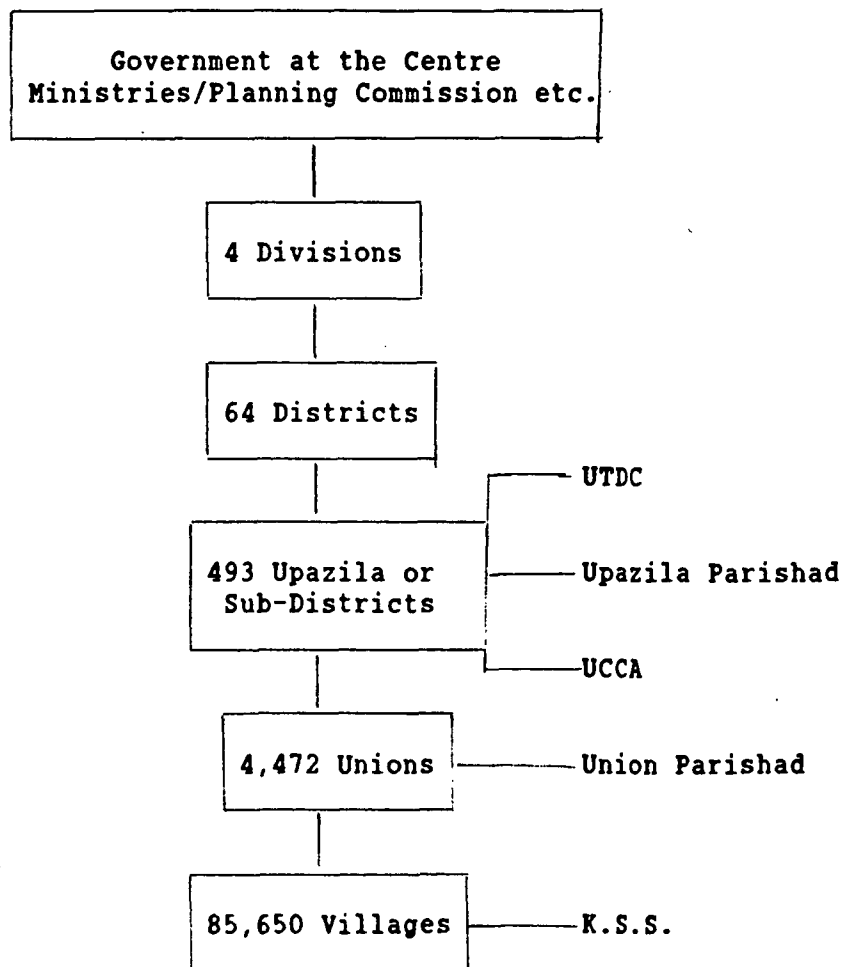 Government at the Centre
Ministries/Planning Commission etc.
4 Divisions
64 Districts
UTDC
493 Upazila or
Sub-Districts
Upazila Parishad
UCCA
4,472 Unions
Union Parishad
85,650 Villages
K.S.S.